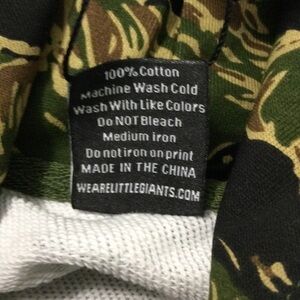 100% Cotton
Machine Wash Cold
Wash With Like Colors
Do NOT Bleach
Medium iron
Do not iron on print
MADE IN THE CHINA
WEARELITTLEGIANTS.COM